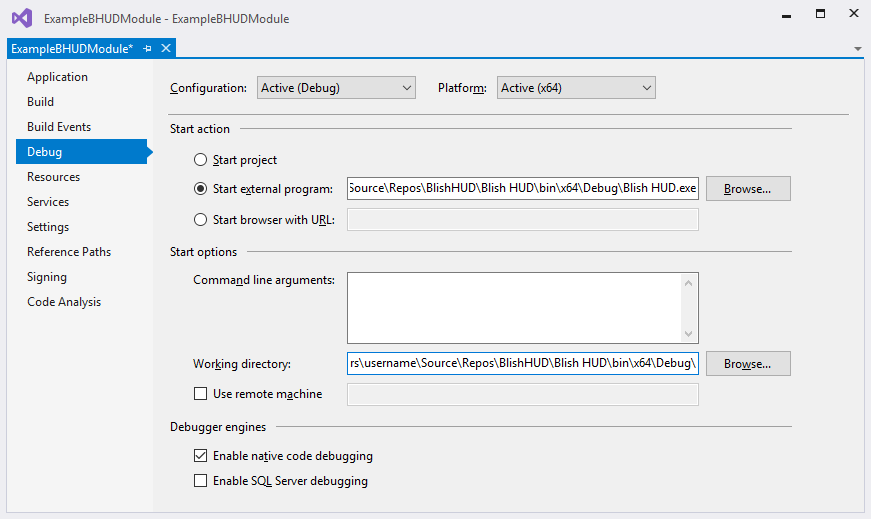 ExampleBHUDModule - ExampleBHUDModule
ExampleBHUDModule*
Application
Build
Build Events
Debug
Resources
Services
Settings
Reference Paths
Signing
Code Analysis
Configuration: Active (Debug) Platform: Active (x64)
Start action
Start project
Start external program: Source\Repos\BlishHUD\Blish HUD\bin\x64\Debug\Blish HUD.exe Browse...
Start browser with URL:
Start options
Command line arguments:
Working directory: rs\username\Source\Repos\BlishHUD\Blish HUD\bin\x64\Debug\ Browse...
Use remote machine
Debugger engines
Enable native code debugging
Enable SQL Server debugging